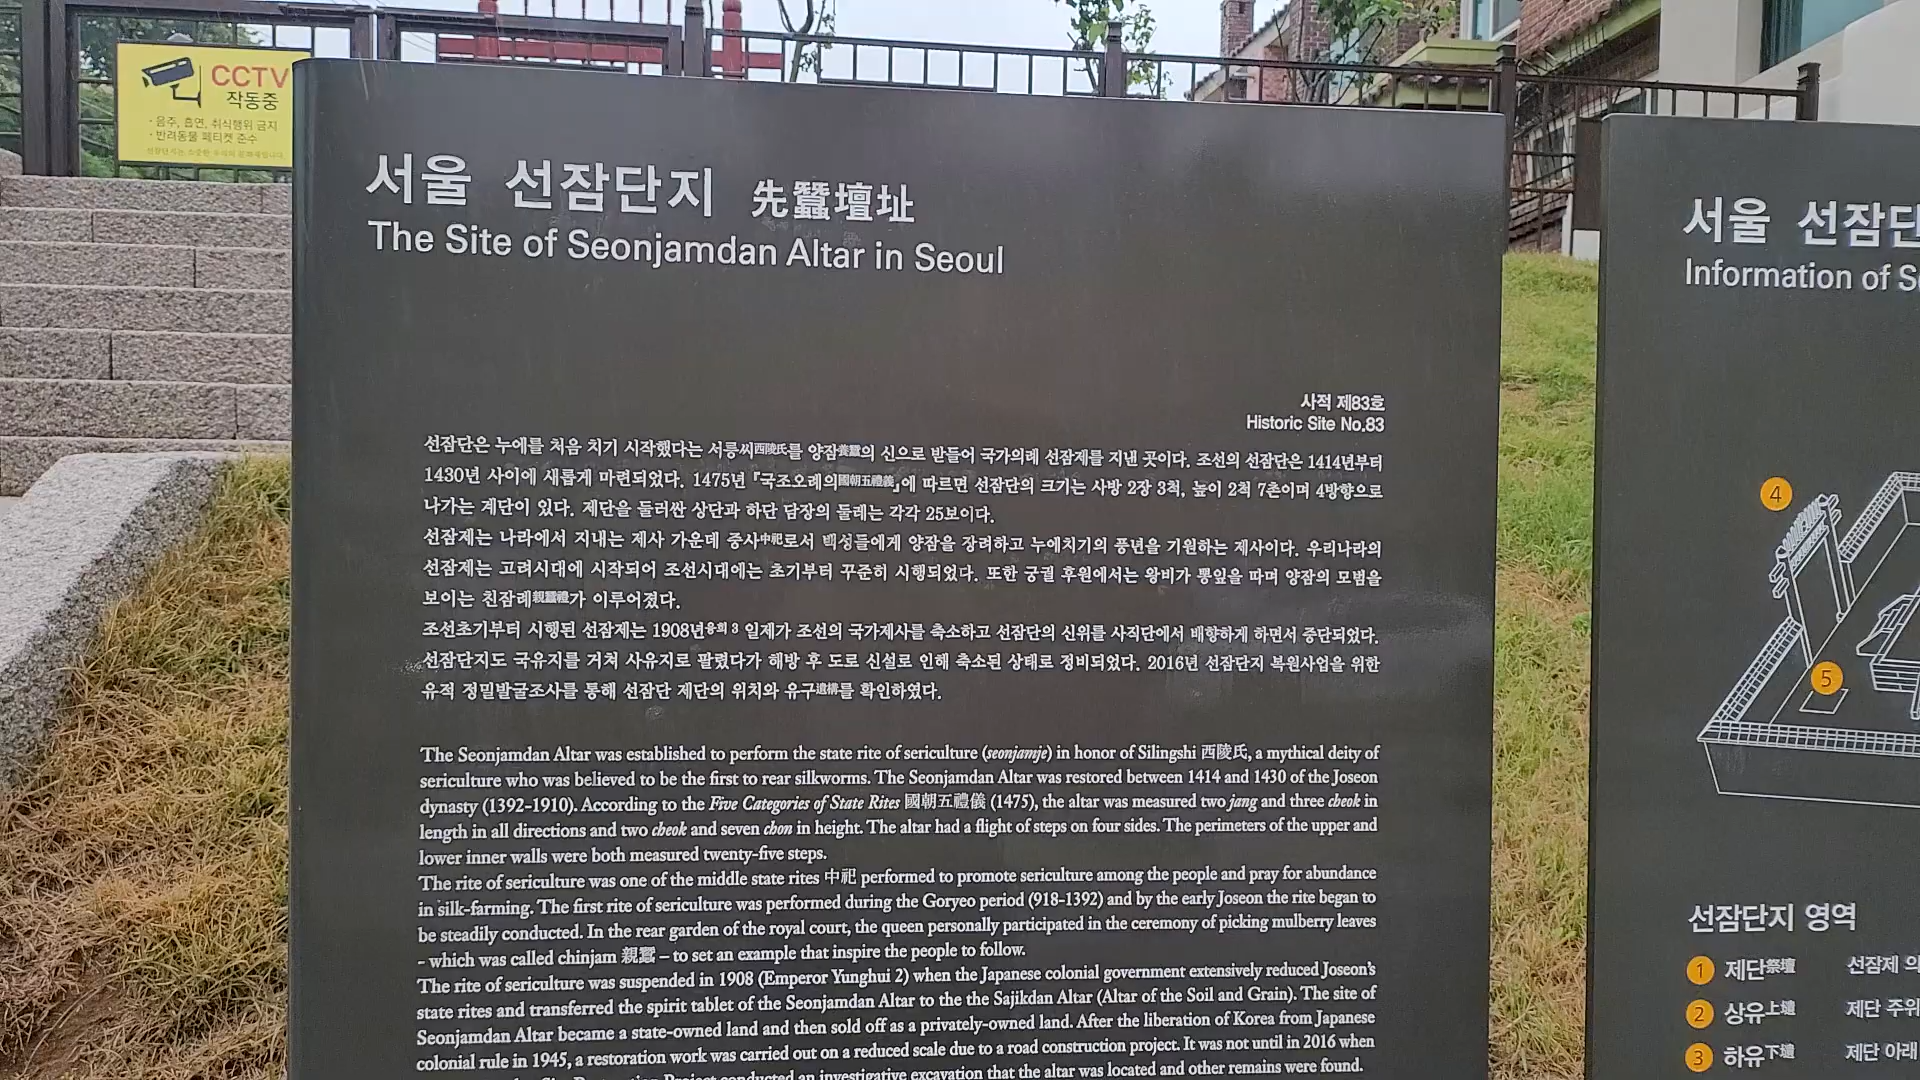 CCTV
작동중
· 음주, 흡연, 취식행위 금지
· 반려동물 페티켓 준수
서울 선잠단지 先蠶壇址
The Site of Seonjamdan Altar in Seoul
사적 제83호
Historic Site No.83
선잠단은 누에를 처음 치기 시작했다는 서릉씨西陵氏를 양잠養蠶의 신으로 받들어 국가의례 선잠제를 지낸 곳이다. 조선의 선잠단은 1414년부터
1430년 사이에 새롭게 마련되었다. 1475년 『국조오례의國朝五禮義』에 따르면 선잠단의 크기는 사방 2장 3척, 높이 2척 7촌이며 4방향으로
나가는 계단이 있다. 제단을 둘러싼 상단과 하단 담장의 둘레는 각각 25보이다.
선잠제는 나라에서 지내는 제사 가운데 중사中祀로서 백성들에게 양잠을 장려하고 누에치기의 풍년을 기원하는 제사이다. 우리나라의
선잠제는 고려시대에 시작되어 조선시대에는 초기부터 꾸준히 시행되었다. 또한 궁궐 후원에서는 왕비가 뽕잎을 따며 양잠의 모범을
보이는 친잠례親蠶禮가 이루어졌다.
조선초기부터 시행된 선잠제는 1908년융희 3 일제가 조선의 국가제사를 축소하고 선잠단의 신위를 사직단에서 배향하게 하면서 중단되었다.
선잠단지도 국유지를 거쳐 사유지로 팔렸다가 해방 후 도로 신설로 인해 축소된 상태로 정비되었다. 2016년 선잠단지 복원사업을 위한
유적 정밀발굴조사를 통해 선잠단 제단의 위치와 유구遺構를 확인하였다.
The Seonjamdan Altar was established to perform the state rite of sericulture (seonjamje) in honor of Silingshi 西陵氏, a mythical deity of
sericulture who was believed to be the first to rear silkworms. The Seonjamdan Altar was restored between 1414 and 1430 of the Joseon
dynasty (1392-1910). According to the Five Categories of State Rites 國朝五禮儀 (1475), the altar was measured two jang and three cheok in
length in all directions and two cheok and seven chon in height. The altar had a flight of steps on four sides. The perimeters of the upper and
lower inner walls were both measured twenty-five steps.
The rite of sericulture was one of the middle state rites 中祀 performed to promote sericulture among the people and pray for abundance
in silk-farming. The first rite of sericulture was performed during the Goryeo period (918-1392) and by the early Joseon the rite began to
be steadily conducted. In the rear garden of the royal court, the queen personally participated in the ceremony of picking mulberry leaves
- which was called chinjam 親蠶 – to set an example that inspire the people to follow.
The rite of sericulture was suspended in 1908 (Emperor Yunghui 2) when the Japanese colonial government extensively reduced Joseon's
state rites and transferred the spirit tablet of the Seonjamdan Altar to the the Sajikdan Altar (Altar of the Soil and Grain). The site of
Seonjamdan Altar became a state-owned land and then sold off as a privately-owned land. After the liberation of Korea from Japanese
colonial rule in 1945, a restoration work was carried out on a reduced scale due to a road construction project. It was not until in 2016 when
conducted an investigative excavation that the altar was located and other remains were found.
서울 선잠단
Information of S
4
5
선잠단지 영역
1 제단祭壇 선잠제 의
2 상유上壝 제단 주위
3 하유下壝 제단 아래